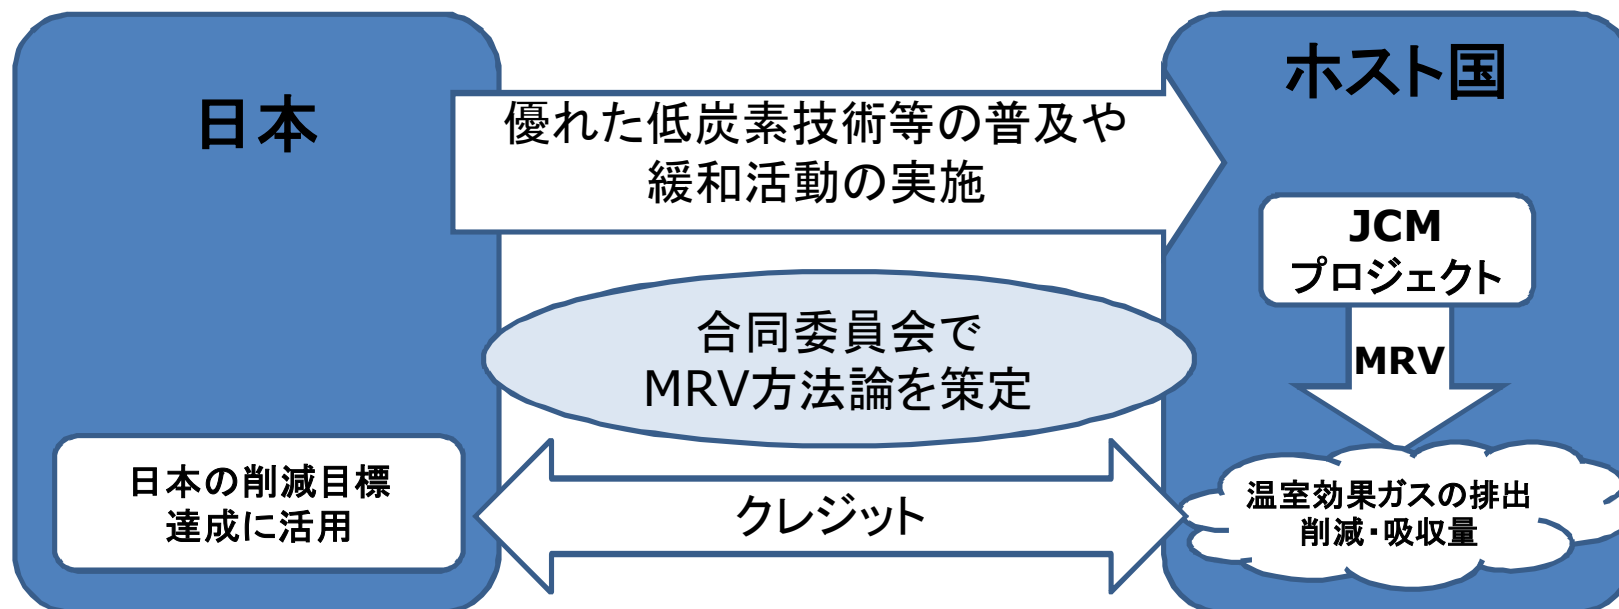 日本
優れた低炭素技術等の普及や
緩和活動の実施
ホスト国
JCM
プロジェクト
MRV
合同委員会で
MRV方法論を策定
日本の削減目標
達成に活用
クレジット
温室効果ガスの排出
削減・吸収量